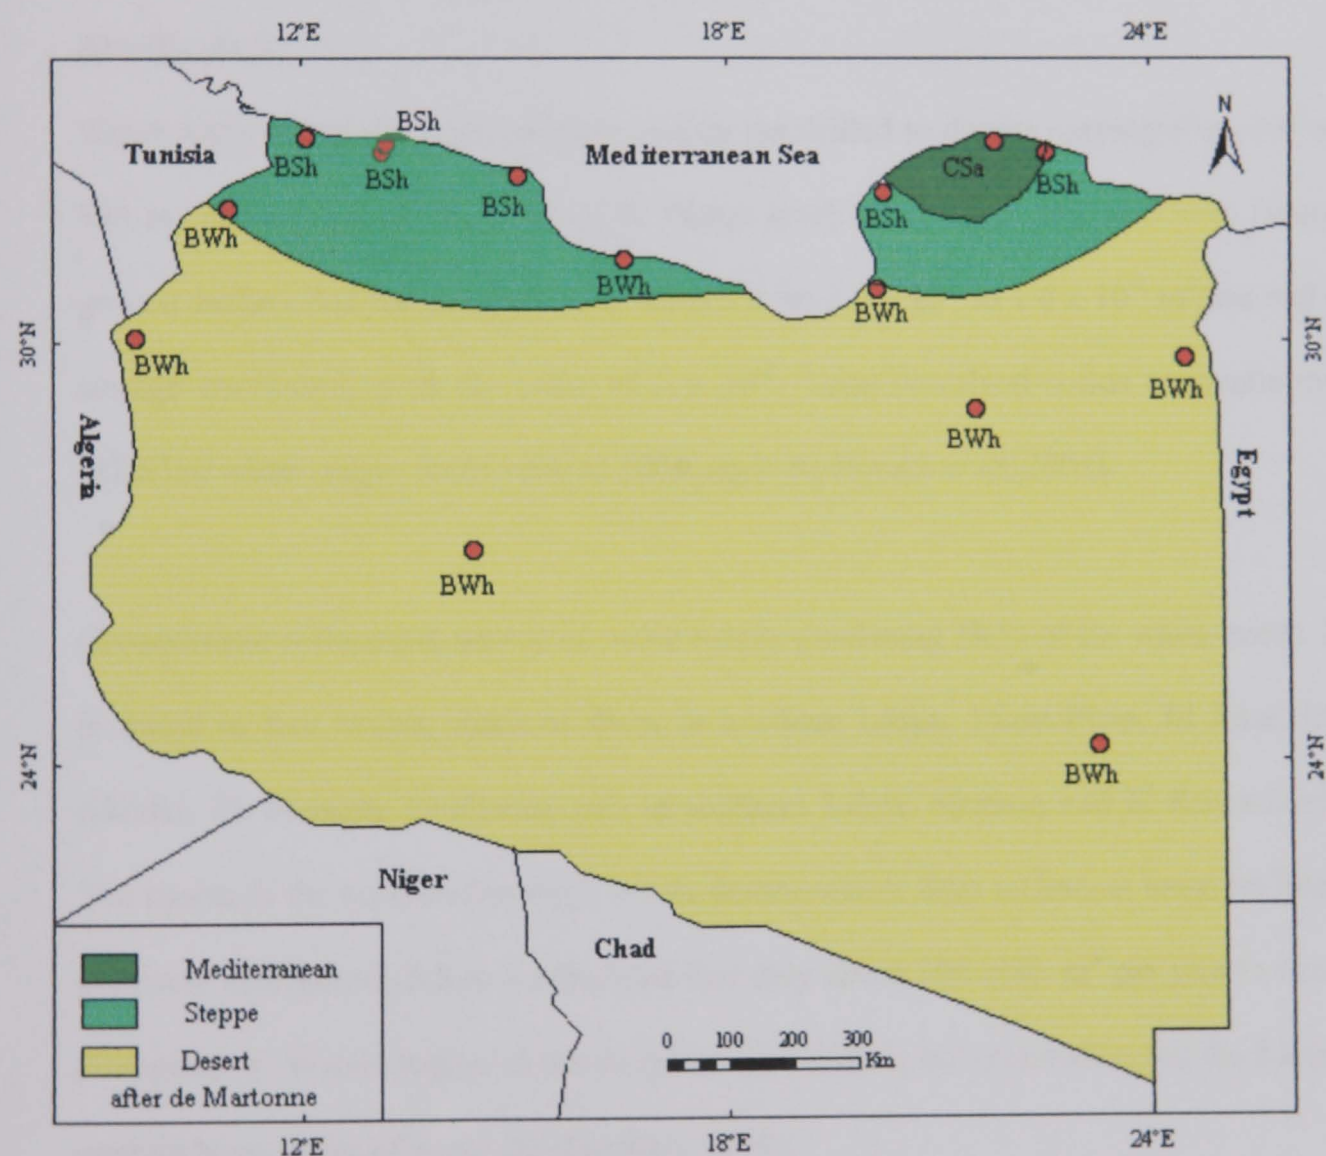 12°E 18°E 24°E
N
BSh
Tunisia Mediterranean Sea
BSh BSh CSa BSh
BSh BSh
BWh
BWh
BWh
30°N 30°N
BWh
BWh
BWh
Algeria Egypt
BWh
24°N 24°N
BWh
Niger
Chad
Mediterranean
Steppe
Desert
after de Martonne
0 100 200 300
Km
12°E 18°E 24°E